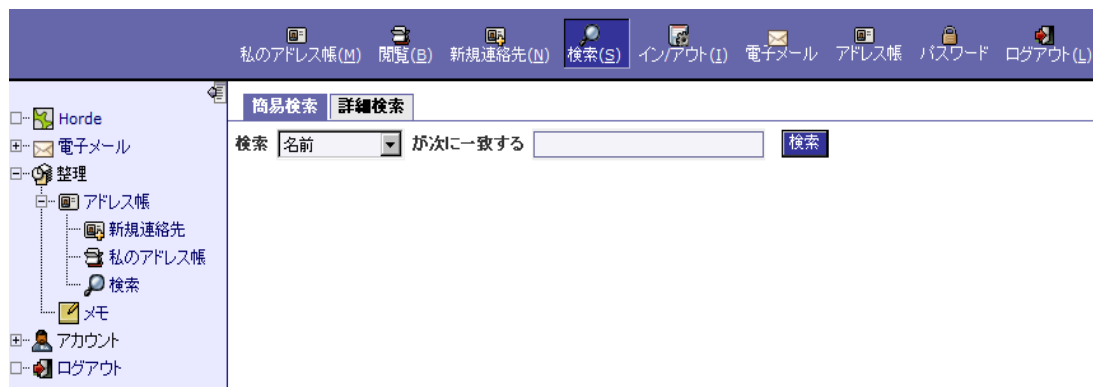 私のアドレス帳(M) 閲覧(B) 新規連絡先(N) 検索(S) イン/アウト(I) 電子メール アドレス帳 パスワード ログアウト(L)
Horde
電子メール
整理
アドレス帳
新規連絡先
私のアドレス帳
検索
メモ
アカウント
ログアウト
簡易検索 詳細検索
検索 名前 が次に一致する 検索